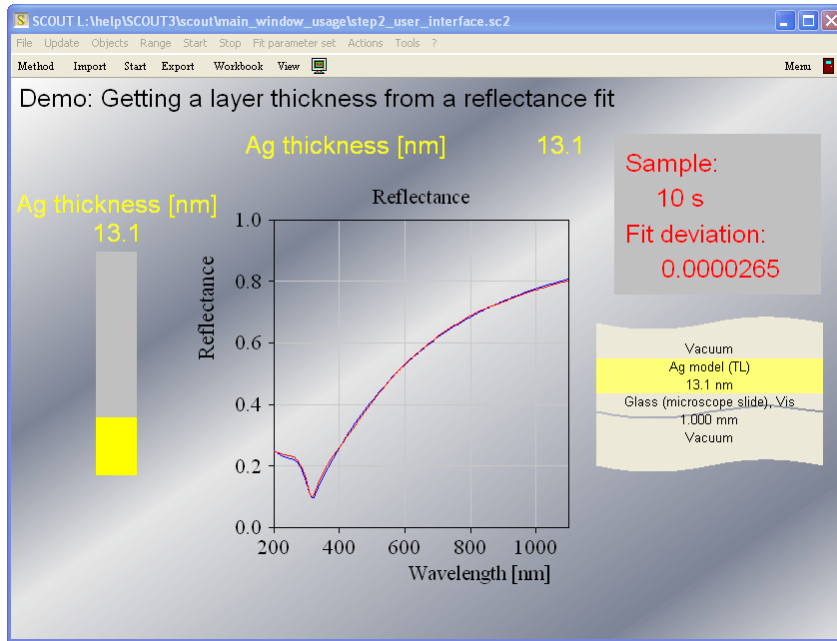 SCOUT L:\help\SCOUT3\scout\main_window_usage\step2_user_interface.sc2
File Update Objects Range Start Stop Fit parameter set Actions Tools ?
Method Import Start Export Workbook View Menu
Demo: Getting a layer thickness from a reflectance fit
Ag thickness [nm] 13.1
Ag thickness [nm]
13.1
Reflectance
Reflectance
1.0
0.8
0.6
0.4
0.2
0.0
200 400 600 800 1000
Wavelength [nm]
Sample:
10 s
Fit deviation:
0.0000265
Vacuum
Ag model (TL)
13.1 nm
Glass (microscope slide), Vis
1.000 mm
Vacuum